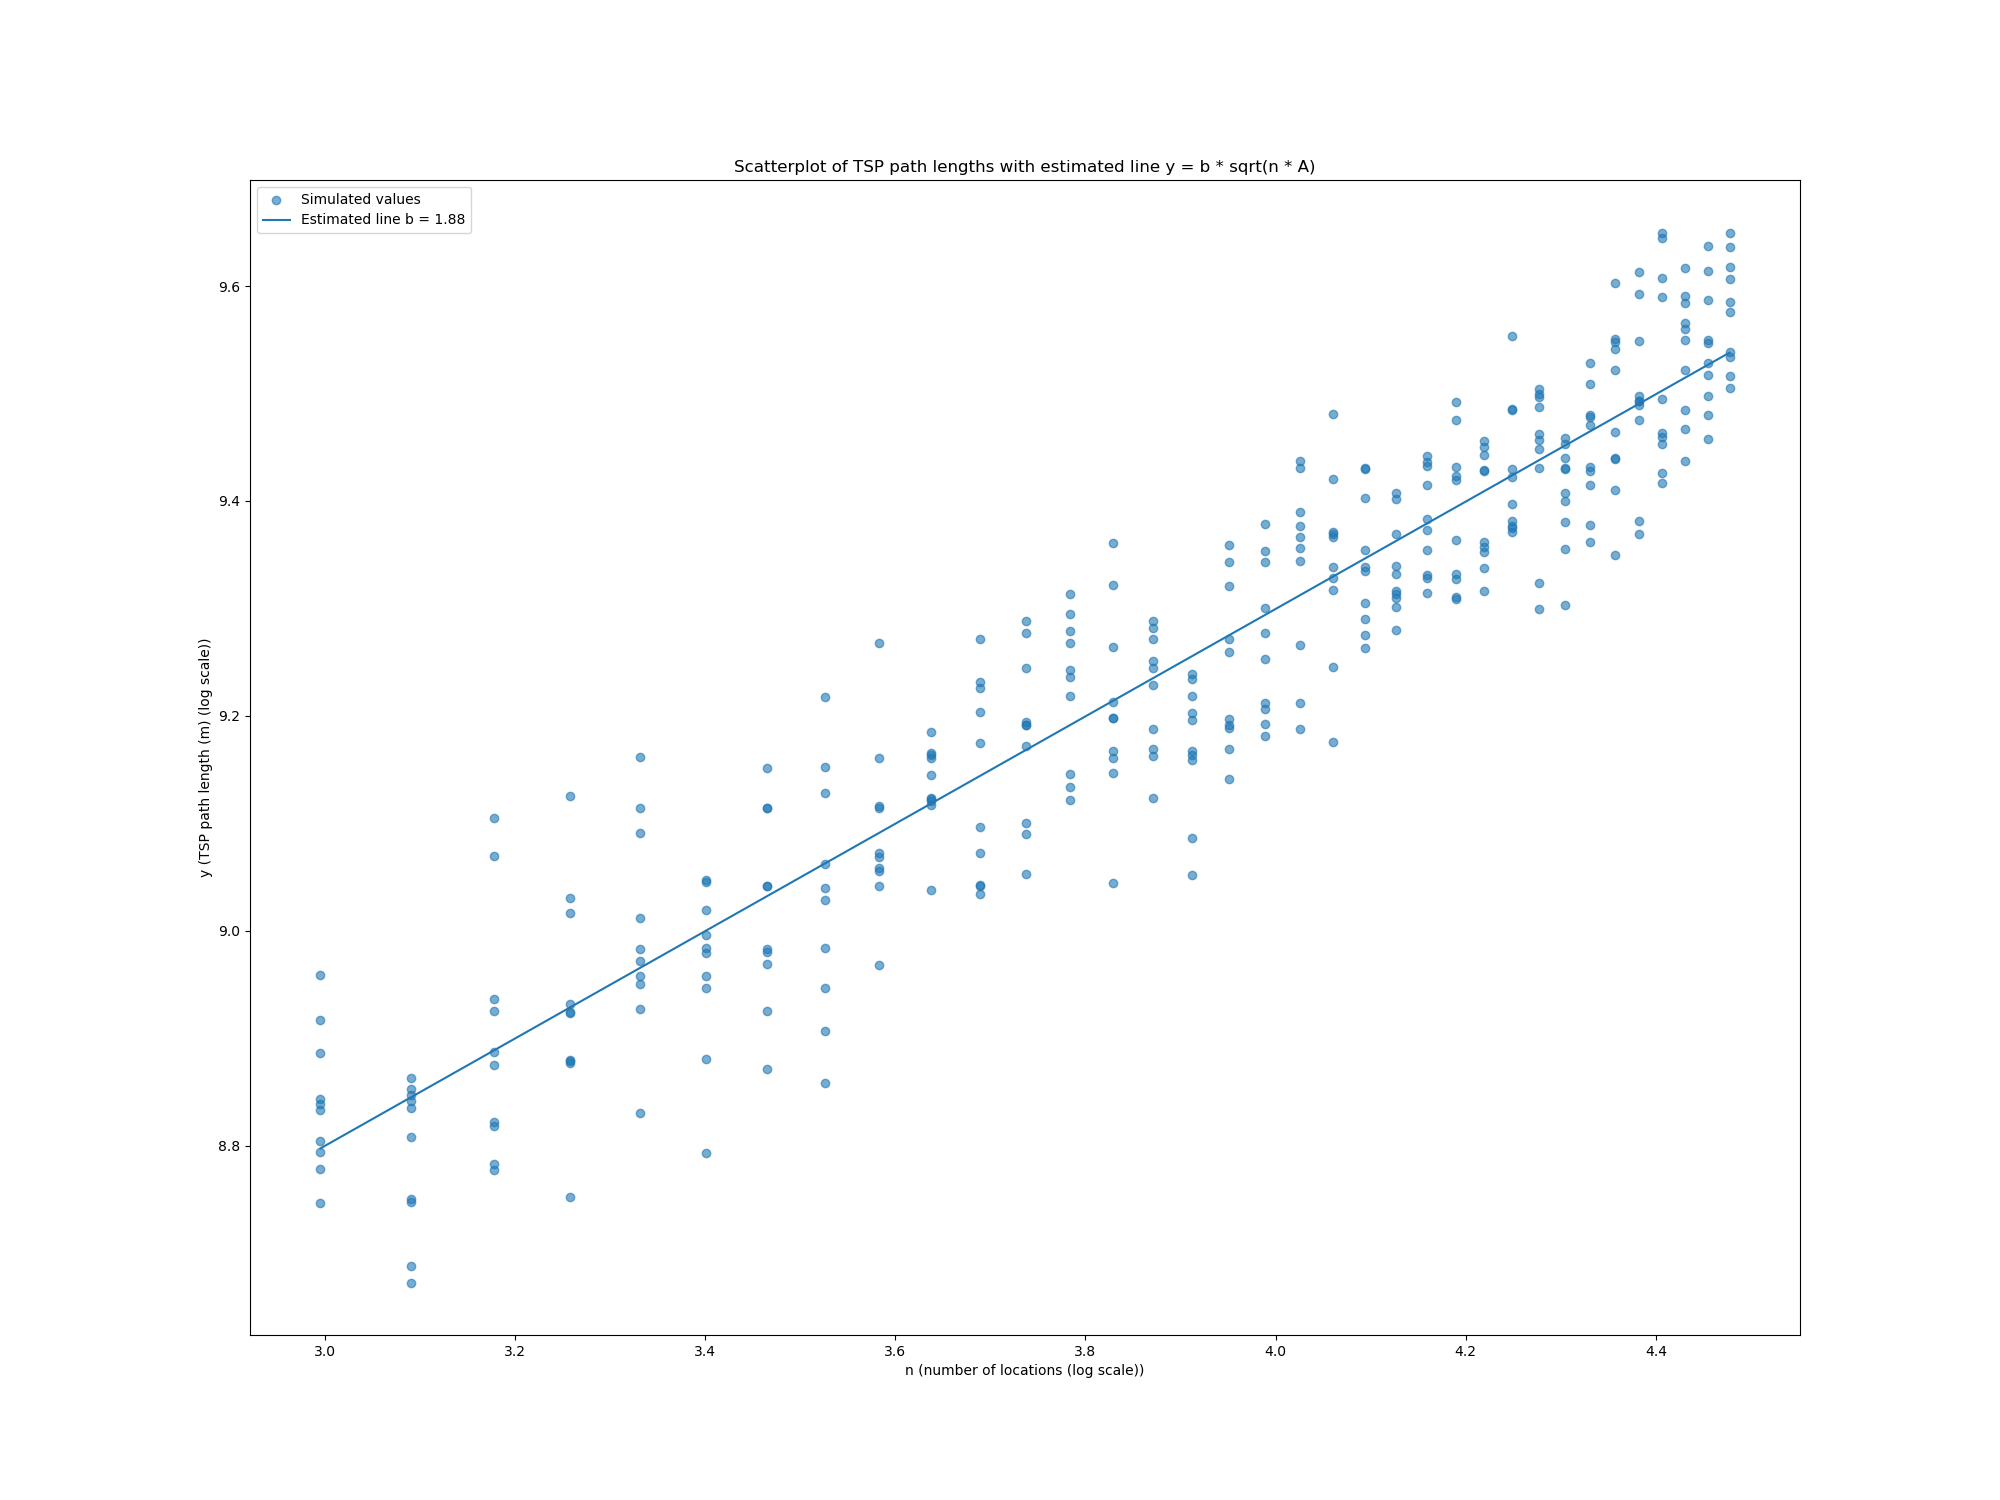 Scatterplot of TSP path lengths with estimated line y = b * sqrt(n * A)
Simulated values
Estimated line b = 1.88
9.6
9.4
9.2
9.0
8.8
y (TSP path length (m) (log scale))
3.0 3.2 3.4 3.6 3.8 4.0 4.2 4.4
n (number of locations (log scale))